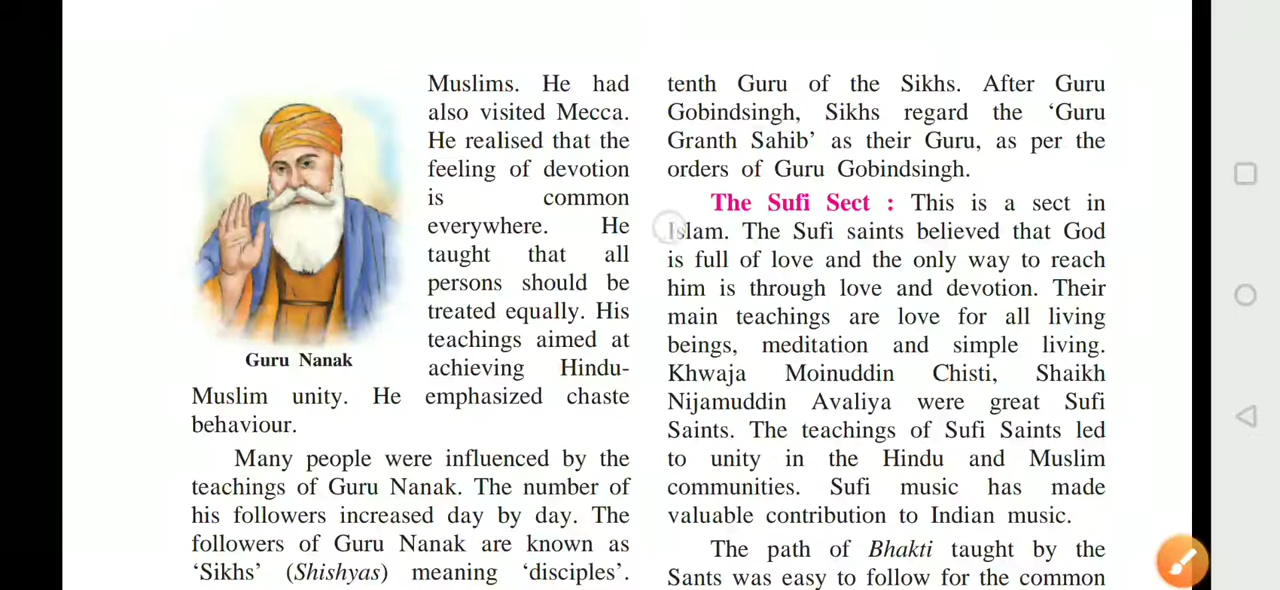 Muslims. He had
also visited Mecca.
He realised that the
feeling of devotion
is common
everywhere. He
taught that all
persons should be
treated equally. His
teachings aimed at
achieving Hindu-
Guru Nanak
Muslim unity. He emphasized chaste
behaviour.
Many people were influenced by the
teachings of Guru Nanak. The number of
his followers increased day by day. The
followers of Guru Nanak are known as
‘Sikhs’ (Shishyas) meaning ‘disciples’.
tenth Guru of the Sikhs. After Guru
Gobindsingh, Sikhs regard the ‘Guru
Granth Sahib’ as their Guru, as per the
orders of Guru Gobindsingh.
The Sufi Sect : This is a sect in
Islam. The Sufi saints believed that God
is full of love and the only way to reach
him is through love and devotion. Their
main teachings are love for all living
beings, meditation and simple living.
Khwaja Moinuddin Chisti, Shaikh
Nijamuddin Avaliya were great Sufi
Saints. The teachings of Sufi Saints led
to unity in the Hindu and Muslim
communities. Sufi music has made
valuable contribution to Indian music.
The path of Bhakti taught by the
Sants was easy to follow for the common